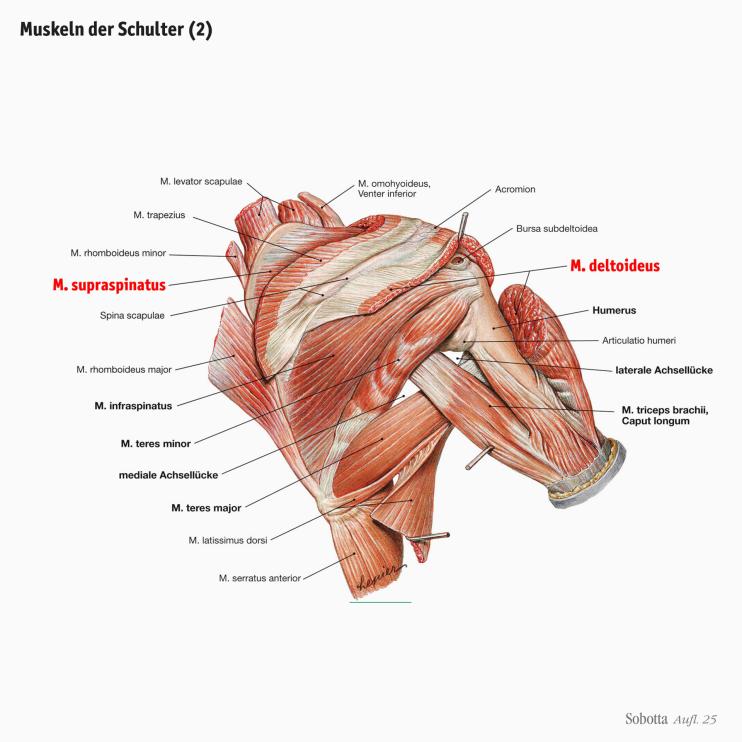 Muskeln der Schulter (2)
M. levator scapulae
M. omohyoideus,
Venter inferior
Acromion
M. trapezius
Bursa subdeltoidea
M. rhomboideus minor
M. deltoideus
M. supraspinatus
Spina scapulae
Humerus
Articulatio humeri
M. rhomboideus major
laterale Achsellücke
M. infraspinatus
M. triceps brachii,
Caput longum
M. teres minor
mediale Achsellücke
M. teres major
M. latissimus dorsi
M. serratus anterior
Sobotta Aufl. 25